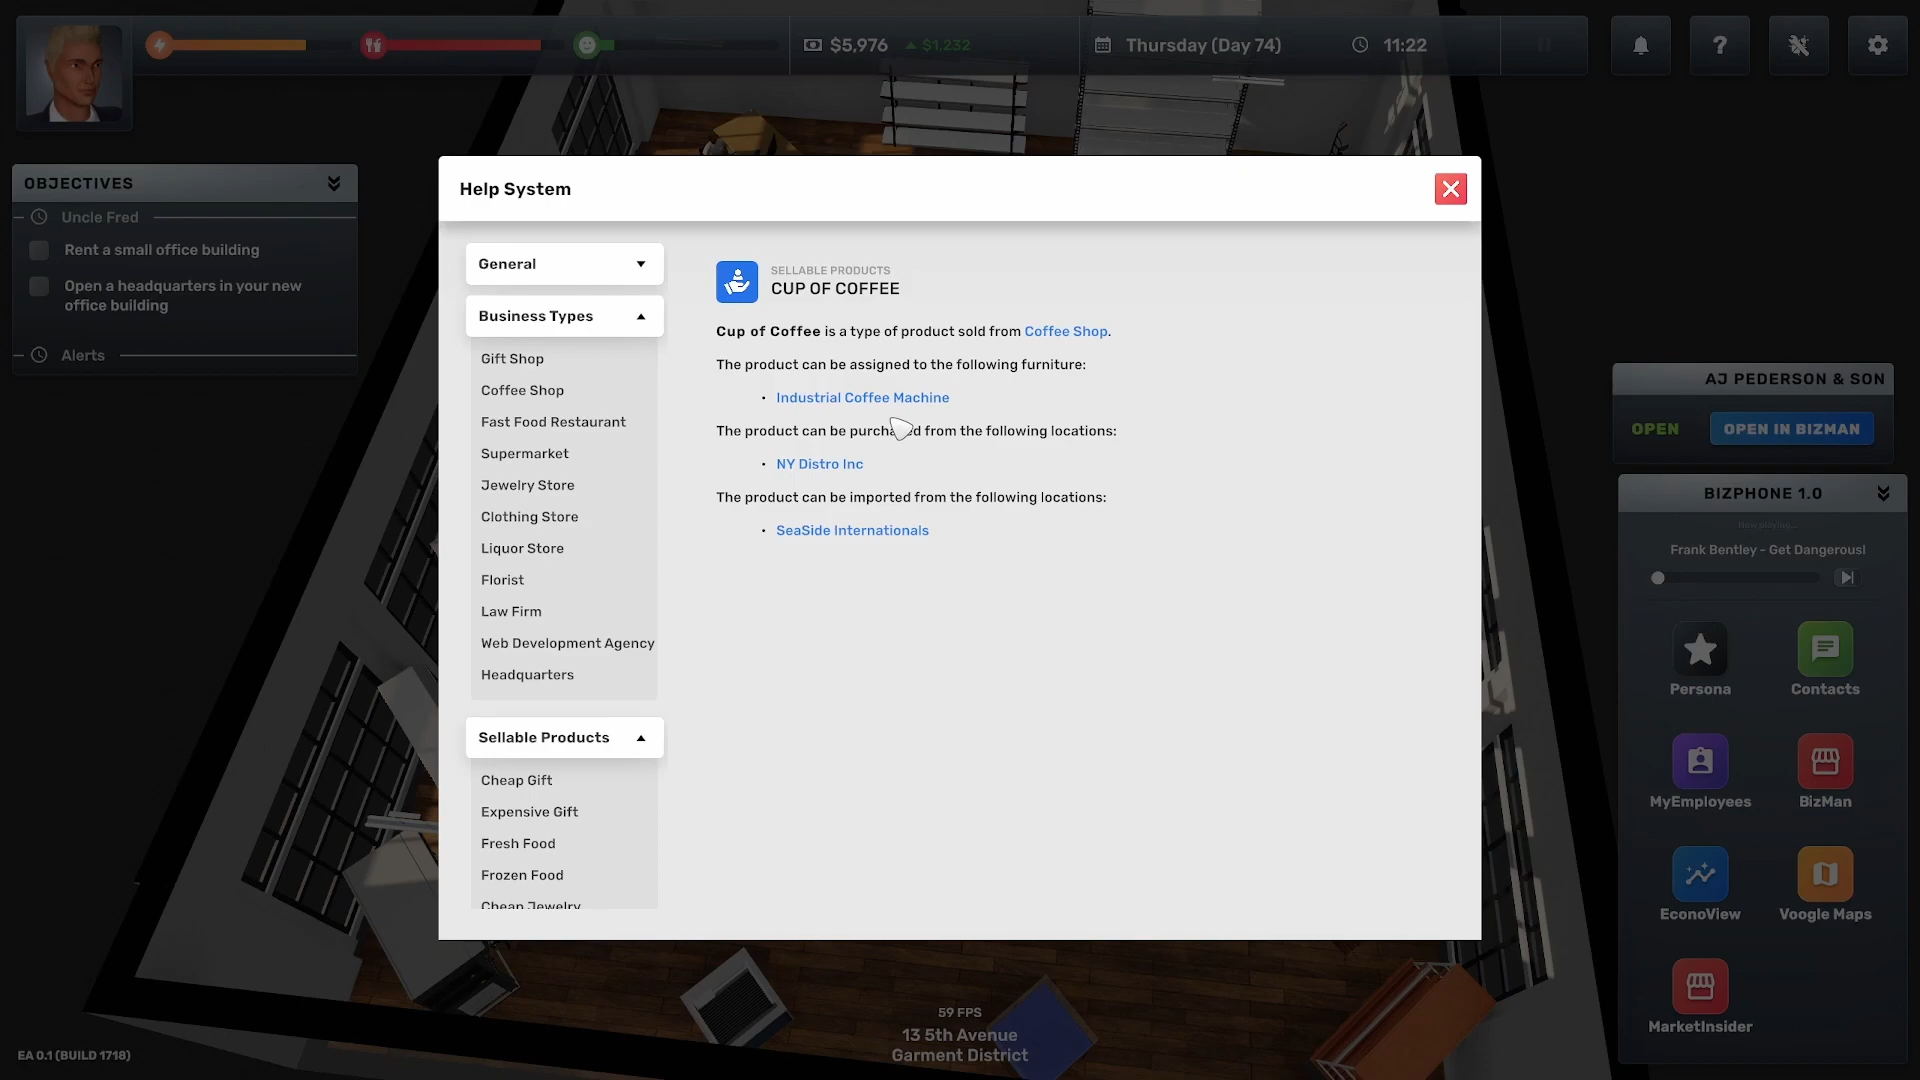 $5,976
$1,232
Thursday (Day 74)
11:22
?
OBJECTIVES
Uncle Fred
Rent a small office building
Open a headquarters in your new
office building
Alerts
Help System
General
Business Types
Gift Shop
Coffee Shop
Fast Food Restaurant
Supermarket
Jewelry Store
Clothing Store
Liquor Store
Florist
Law Firm
Web Development Agency
Headquarters
Sellable Products
Cheap Gift
Expensive Gift
Fresh Food
Frozen Food
Cheap Jewelry
SELLABLE PRODUCTS
CUP OF COFFEE
Cup of Coffee is a type of product sold from Coffee Shop.
The product can be assigned to the following furniture:
• Industrial Coffee Machine
The product can be purchased from the following locations:
• NY Distro Inc
The product can be imported from the following locations:
• SeaSide Internationals
AJ PEDERSON & SON
OPEN
OPEN IN BIZMAN
BIZPHONE 1.0
Now playing...
Frank Bentley - Get Dangerous!
Persona
Contacts
MyEmployees
BizMan
EconoView
Voogle Maps
MarketInsider
59 FPS
13 5th Avenue
Garment District
EA 0.1 (BUILD 1718)